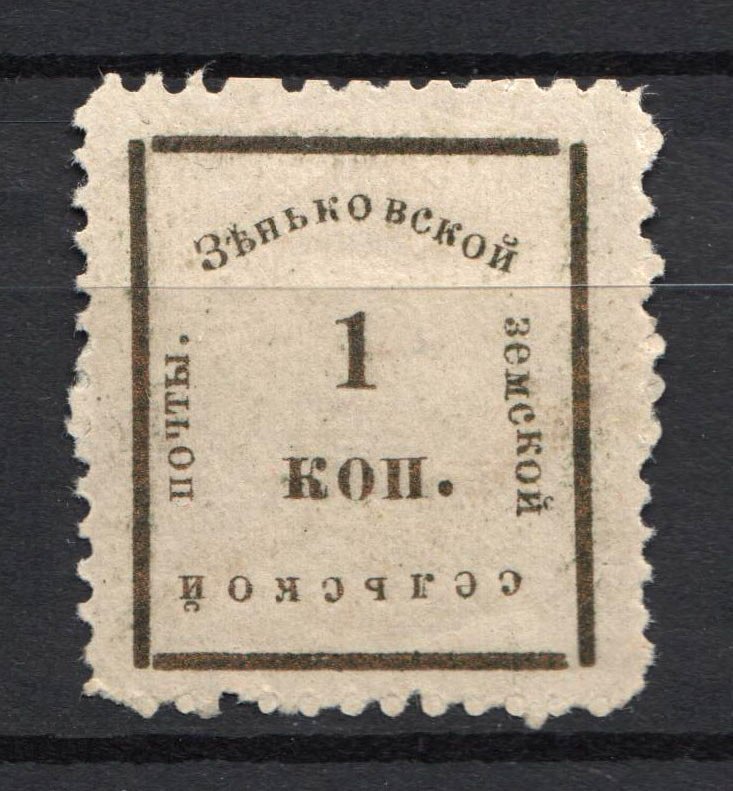 Зѣньковской
земской
сельской
почты.
1
коп.